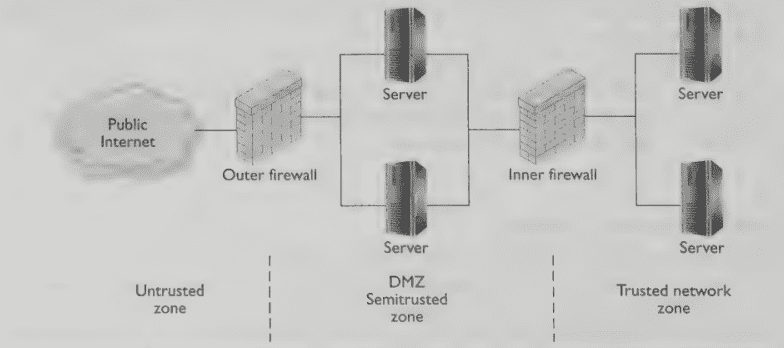 Server
Server
Public
Internet
Outer firewall
Inner firewall
Server
Server
Untrusted
zone
DMZ
Semitrusted
zone
Trusted network
zone